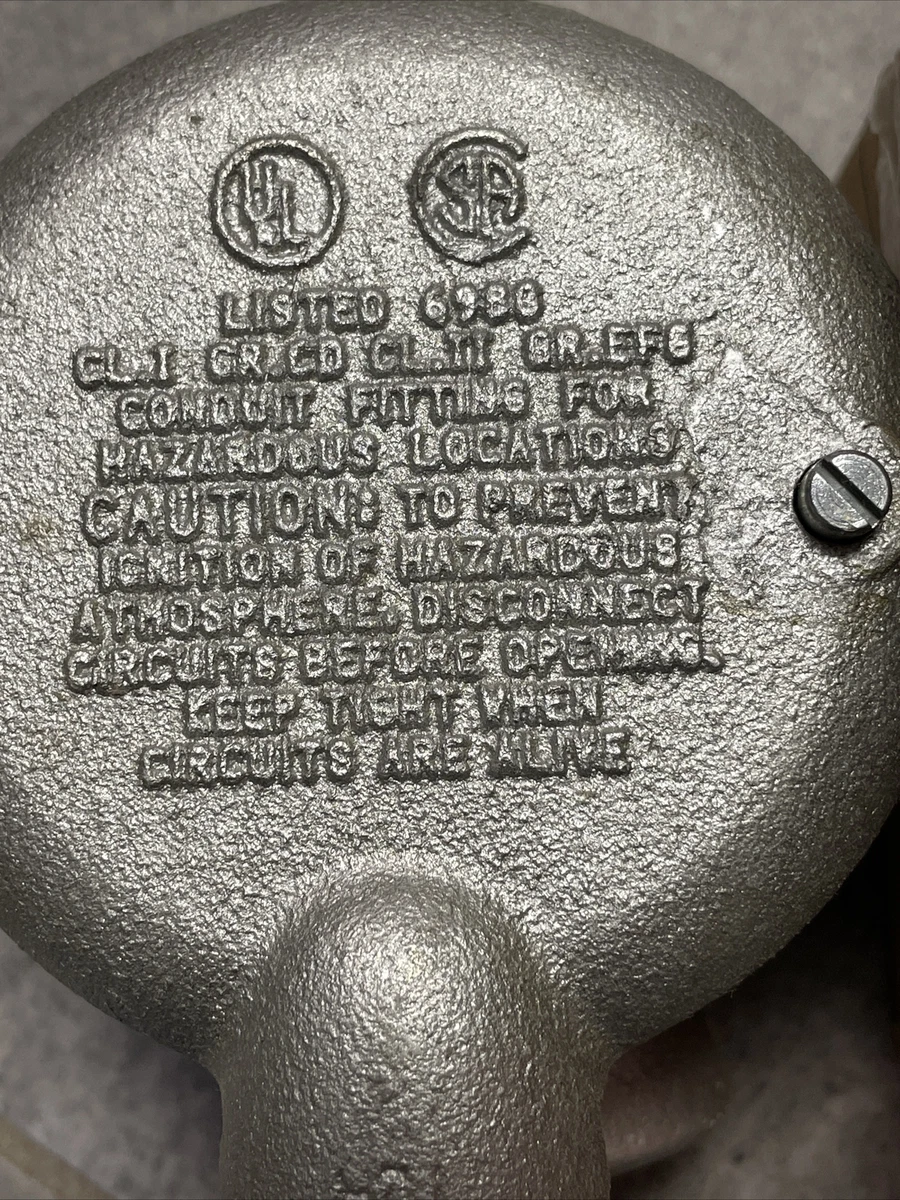 UL SA
LISTED 698G
CL.I GR.CD CL.II GR.EFG
CONDUIT FITTING FOR
HAZARDOUS LOCATIONS
CAUTION: TO PREVENT
IGNITION OF HAZARDOUS
ATMOSPHERE, DISCONNECT
CIRCUITS BEFORE OPENING.
KEEP TIGHT WHEN
CIRCUITS ARE ALIVE